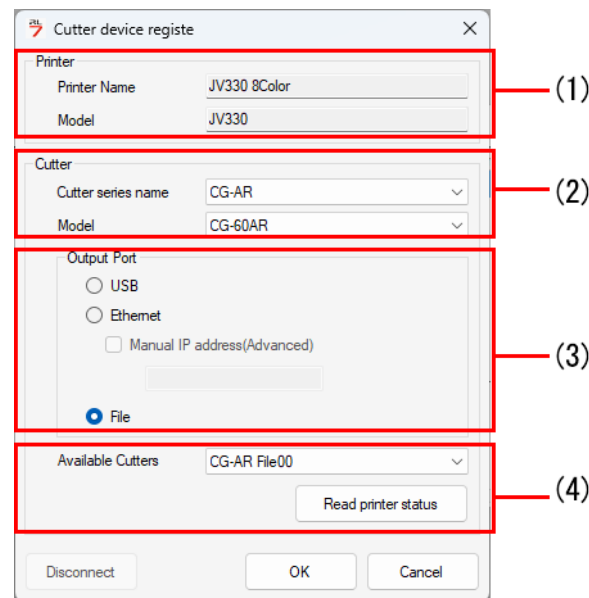 Cutter device registe
Printer
Printer Name JV330 8Color
(1)
Model JV330
Cutter
Cutter series name CG-AR
(2)
Model CG-60AR
Output Port
USB
Ethernet
Manual IP address(Advanced)
(3)
File
Available Cutters CG-AR File00
(4)
Read printer status
Disconnect OK Cancel